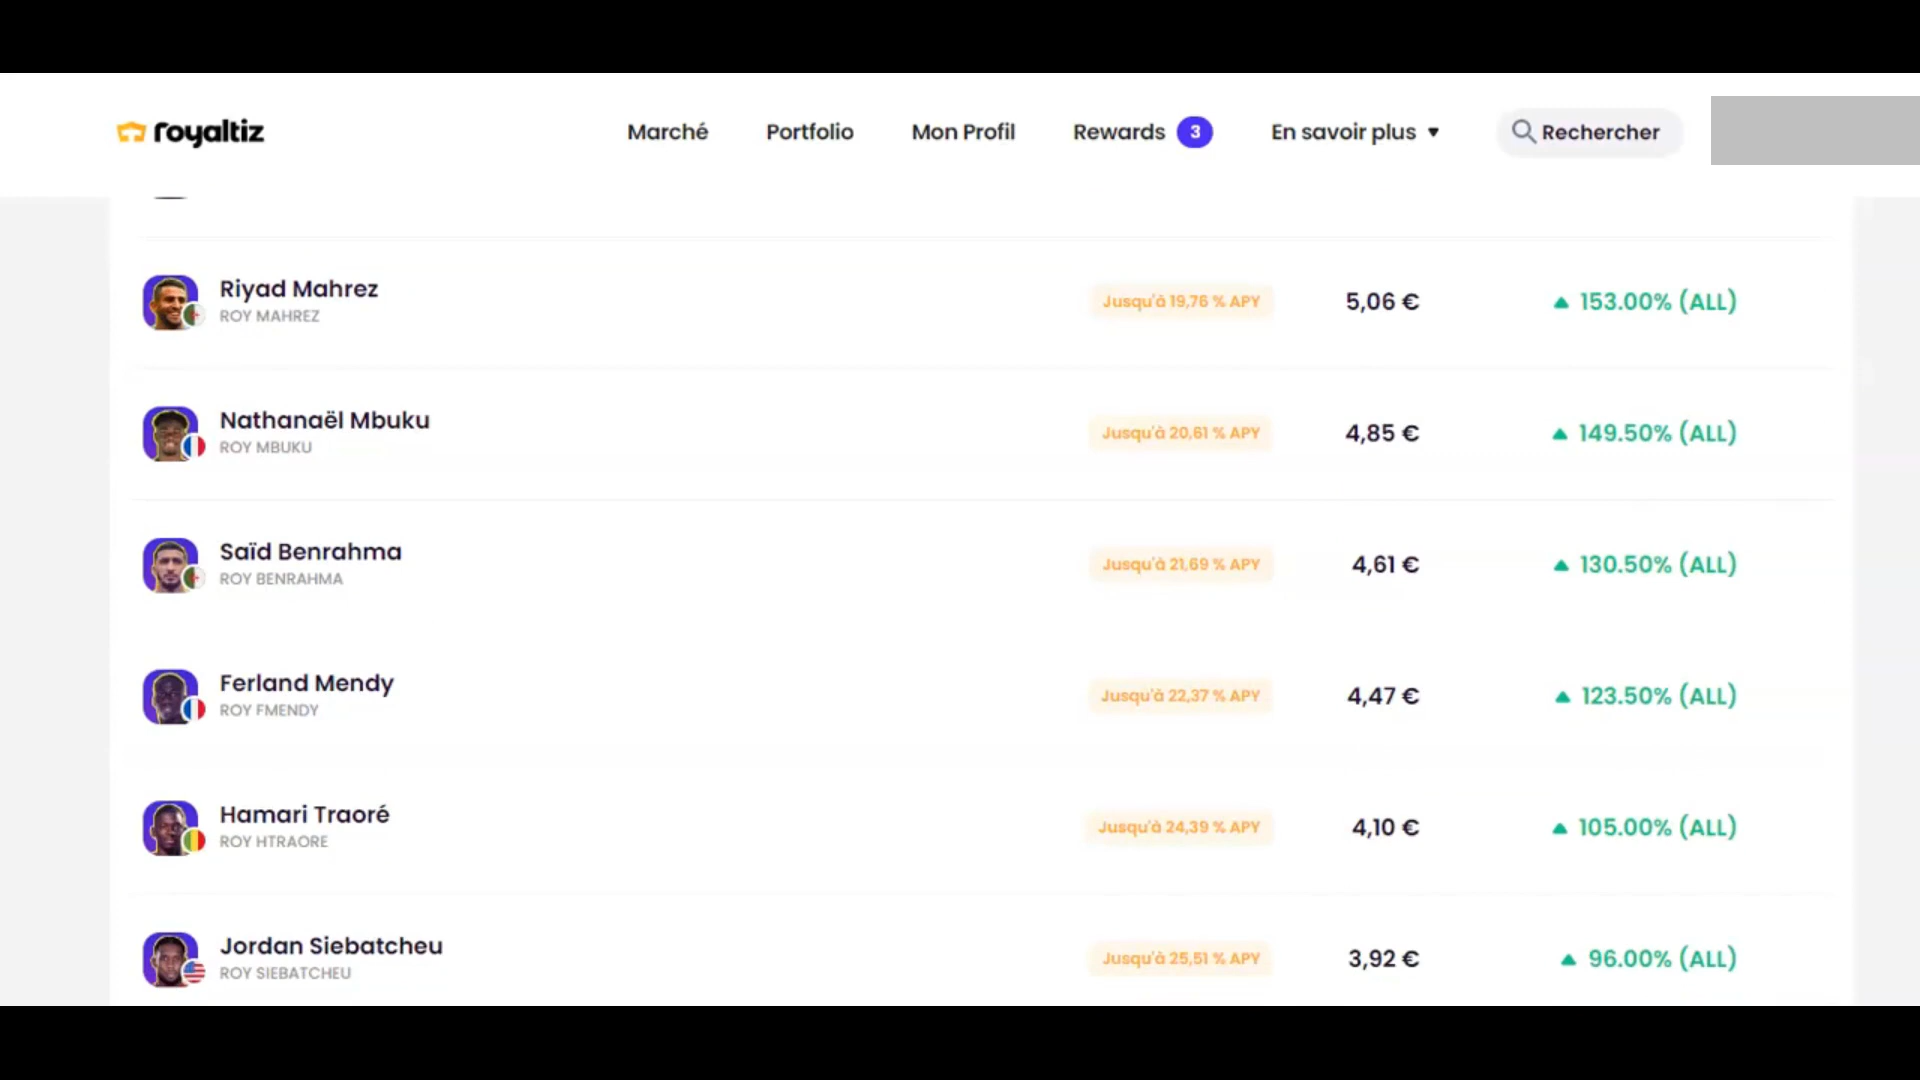 royaltiz
Marché Portfolio Mon Profil Rewards 3 En savoir plus ▼ Rechercher
Riyad Mahrez
ROY MAHREZ
Jusqu'à 19,76 % APY 5,06 € ▲ 153.00% (ALL)
Nathanaël Mbuku
ROY MBUKU
Jusqu'à 20,61 % APY 4,85 € ▲ 149.50% (ALL)
Saïd Benrahma
ROY BENRAHMA
Jusqu'à 21,69 % APY 4,61 € ▲ 130.50% (ALL)
Ferland Mendy
ROY FMENDY
Jusqu'à 22,37 % APY 4,47 € ▲ 123.50% (ALL)
Hamari Traoré
ROY HTRAORE
Jusqu'à 24,39 % APY 4,10 € ▲ 105.00% (ALL)
Jordan Siebatcheu
ROY SIEBATCHEU
Jusqu'à 25,51 % APY 3,92 € ▲ 96.00% (ALL)